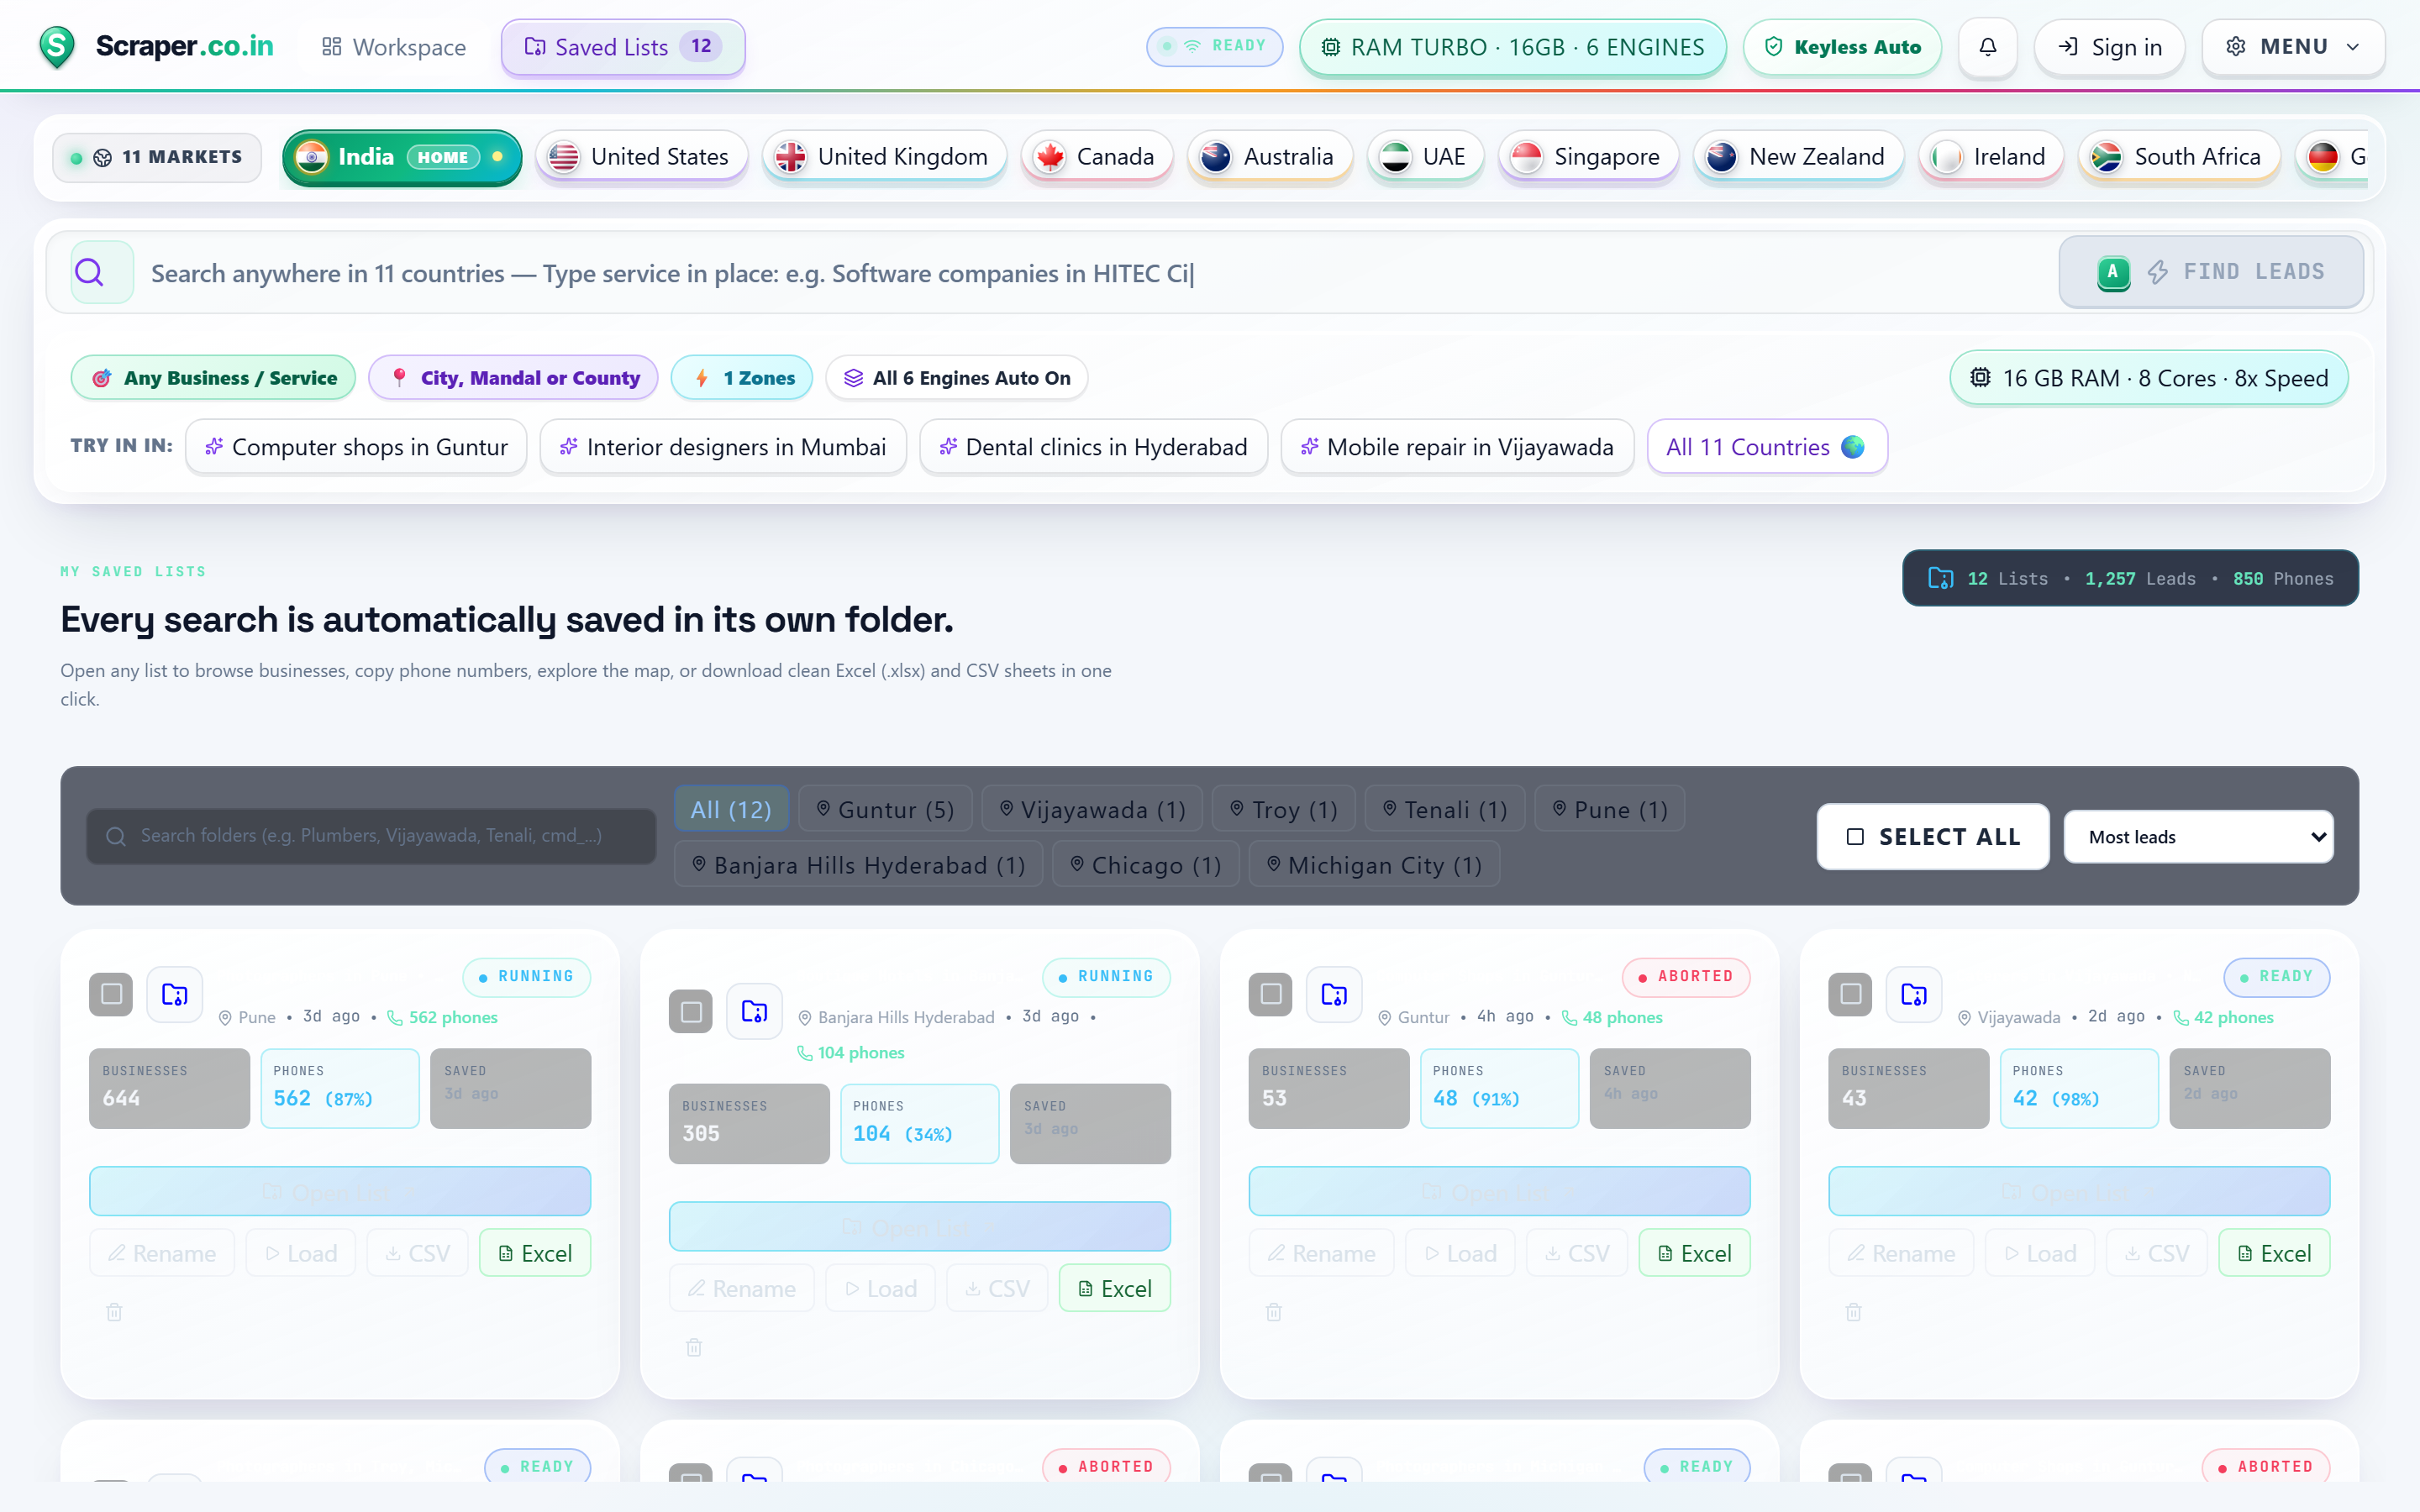 Scraper.co.in
Workspace
Saved Lists 12
READY
RAM TURBO · 16GB · 6 ENGINES
Keyless Auto
Sign in
MENU
11 MARKETS
India HOME
United States
United Kingdom
Canada
Australia
UAE
Singapore
New Zealand
Ireland
South Africa
Search anywhere in 11 countries — Type service in place: e.g. Software companies in HITEC Ci|
A FIND LEADS
Any Business / Service
City, Mandal or County
1 Zones
All 6 Engines Auto On
16 GB RAM · 8 Cores · 8x Speed
TRY IN IN:
Computer shops in Guntur
Interior designers in Mumbai
Dental clinics in Hyderabad
Mobile repair in Vijayawada
All 11 Countries
MY SAVED LISTS
12 Lists • 1,257 Leads • 850 Phones
Every search is automatically saved in its own folder.
Open any list to browse businesses, copy phone numbers, explore the map, or download clean Excel (.xlsx) and CSV sheets in one
click.
Search folders (e.g. Plumbers, Vijayawada, Tenali, cmd_...)
All (12)
Guntur (5)
Vijayawada (1)
Troy (1)
Tenali (1)
Pune (1)
Banjara Hills Hyderabad (1)
Chicago (1)
Michigan City (1)
SELECT ALL
Most leads
RUNNING
Pune • 3d ago • 562 phones
BUSINESSES
644
PHONES
562 (87%)
SAVED
3d ago
Open List
Rename
Load
CSV
Excel
RUNNING
Banjara Hills Hyderabad • 3d ago •
104 phones
BUSINESSES
305
PHONES
104 (34%)
SAVED
3d ago
Open List
Rename
Load
CSV
Excel
ABORTED
Guntur • 4h ago • 48 phones
BUSINESSES
53
PHONES
48 (91%)
SAVED
4h ago
Open List
Rename
Load
CSV
Excel
READY
Vijayawada • 2d ago • 42 phones
BUSINESSES
43
PHONES
42 (98%)
SAVED
2d ago
Open List
Rename
Load
CSV
Excel
READY
ABORTED
READY
ABORTED